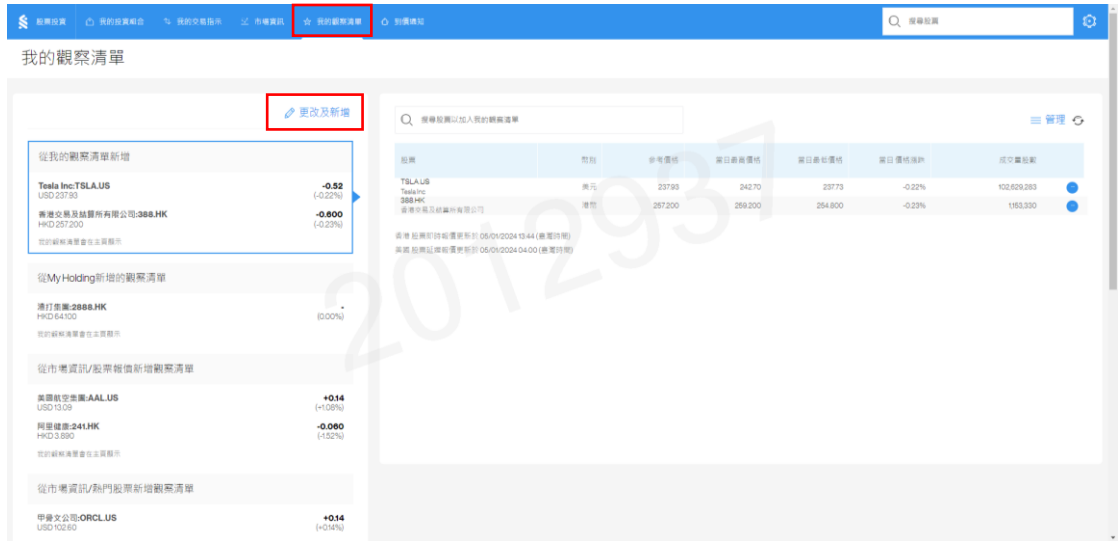 股票投資 我的投資組合 我的交易指示 市場資訊 我的觀察清單 到價通知 搜尋股票
我的觀察清單
更改及新增
從我的觀察清單新增
Tesla Inc:TSLA.US -0.52
USD 237.93 (-0.22%)
香港交易及結算所有限公司:388.HK -0.600
HKD 257.200 (-0.23%)
我的觀察清單會在主頁顯示
從My Holding新增的觀察清單
渣打集團:2888.HK -
HKD 64.100 (0.00%)
我的觀察清單會在主頁顯示
從市場資訊/股票報價新增觀察清單
美國航空集團:AAL.US +0.14
USD 13.09 (+1.08%)
阿里健康:241.HK -0.060
HKD 3.890 (-1.52%)
我的觀察清單會在主頁顯示
從市場資訊/熱門股票新增觀察清單
甲骨文公司:ORCL.US +0.14
USD 102.60 (+0.14%)
搜尋股票以加入我的觀察清單 管理
股票 幣別 參考價格 當日最高價格 當日最低價格 當日價格漲跌 成交量股數
TSLA.US
Tesla Inc 美元 237.93 242.70 237.73 -0.22% 102,629,283
388.HK
香港交易及結算所有限公司 港幣 257.200 259.200 254.800 -0.23% 1,153,330
香港 股票即時報價更新於 05/01/2024 13:44 (臺灣時間)
美國 股票延遲報價更新於 05/01/2024 04:00 (臺灣時間)
2012937